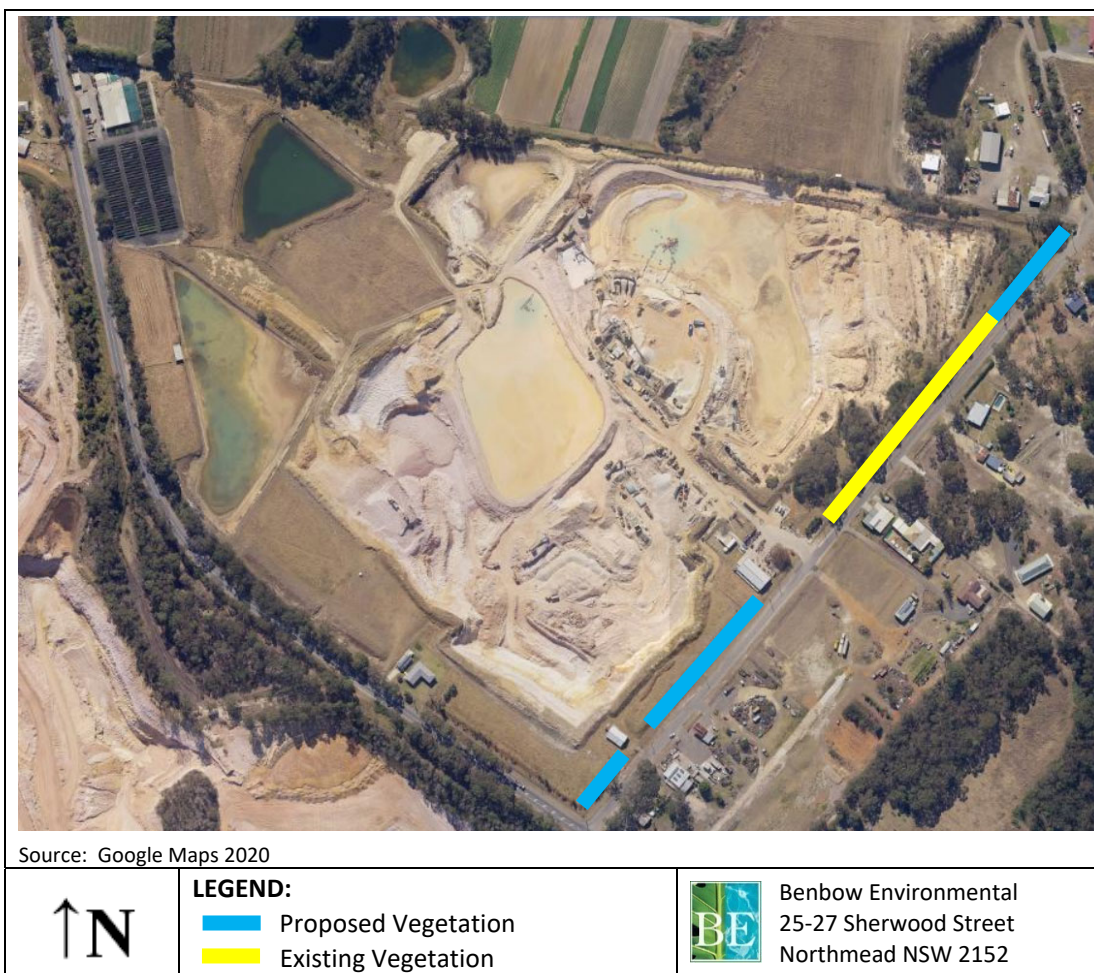 Source: Google Maps 2020
↑N
LEGEND:
Proposed Vegetation
Existing Vegetation
BE
Benbow Environmental
25-27 Sherwood Street
Northmead NSW 2152